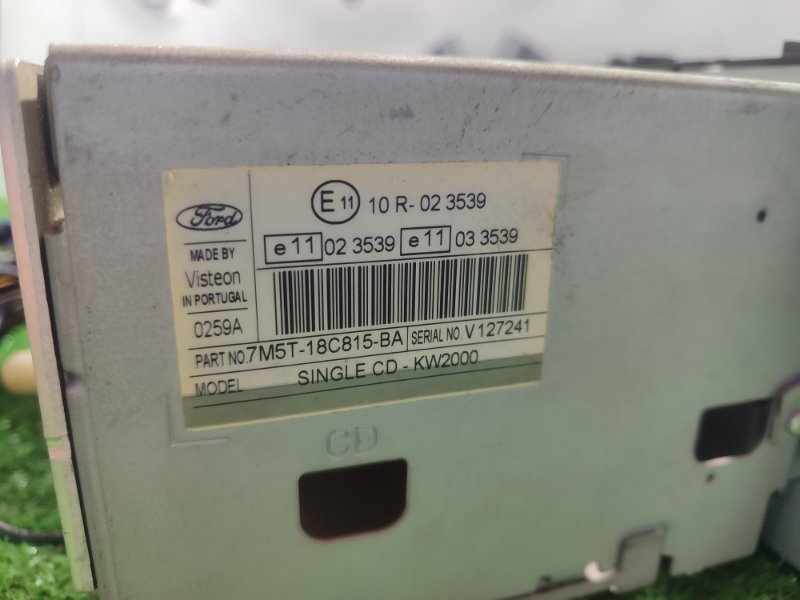 Ford
MADE BY
Visteon
IN PORTUGAL
0259A
E 11 10 R- 02 3539
e 11 02 3539 e 11 03 3539
PART NO. 7M5T-18C815-BA SERIAL NO. V 127241
MODEL SINGLE CD - KW2000
CD